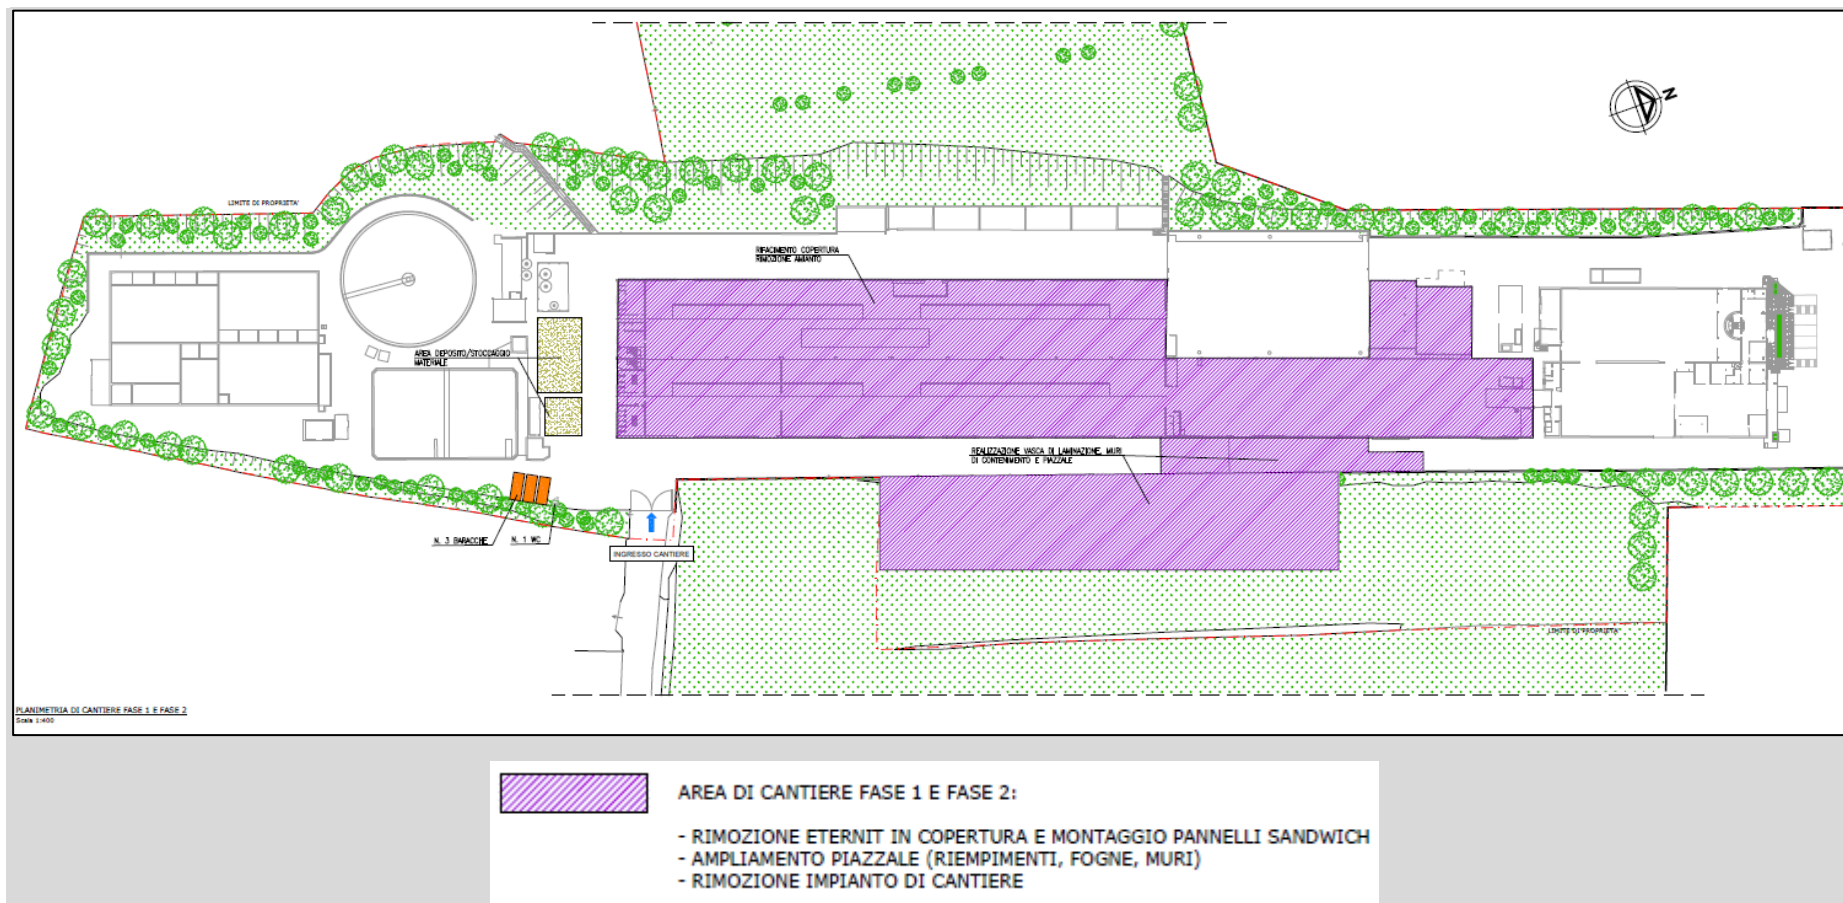 N
LIMITE DI PROPRIETA'
RIFACIMENTO COPERTURA
RIMOZIONE AMIANTO
AREA DEPOSITO/STOCCAGGIO
MATERIALE
REALIZZAZIONE VASCA DI LAMINAZIONE, MURI
DI CONTENIMENTO E PIAZZALE
N. 3 BARACCHE
N. 1 WC
INGRESSO CANTIERE
LIMITE DI PROPRIETA'
PLANIMETRIA DI CANTIERE FASE 1 E FASE 2
Scala 1:400
AREA DI CANTIERE FASE 1 E FASE 2:
- RIMOZIONE ETERNIT IN COPERTURA E MONTAGGIO PANNELLI SANDWICH
- AMPLIAMENTO PIAZZALE (RIEMPIMENTI, FOGNE, MURI)
- RIMOZIONE IMPIANTO DI CANTIERE